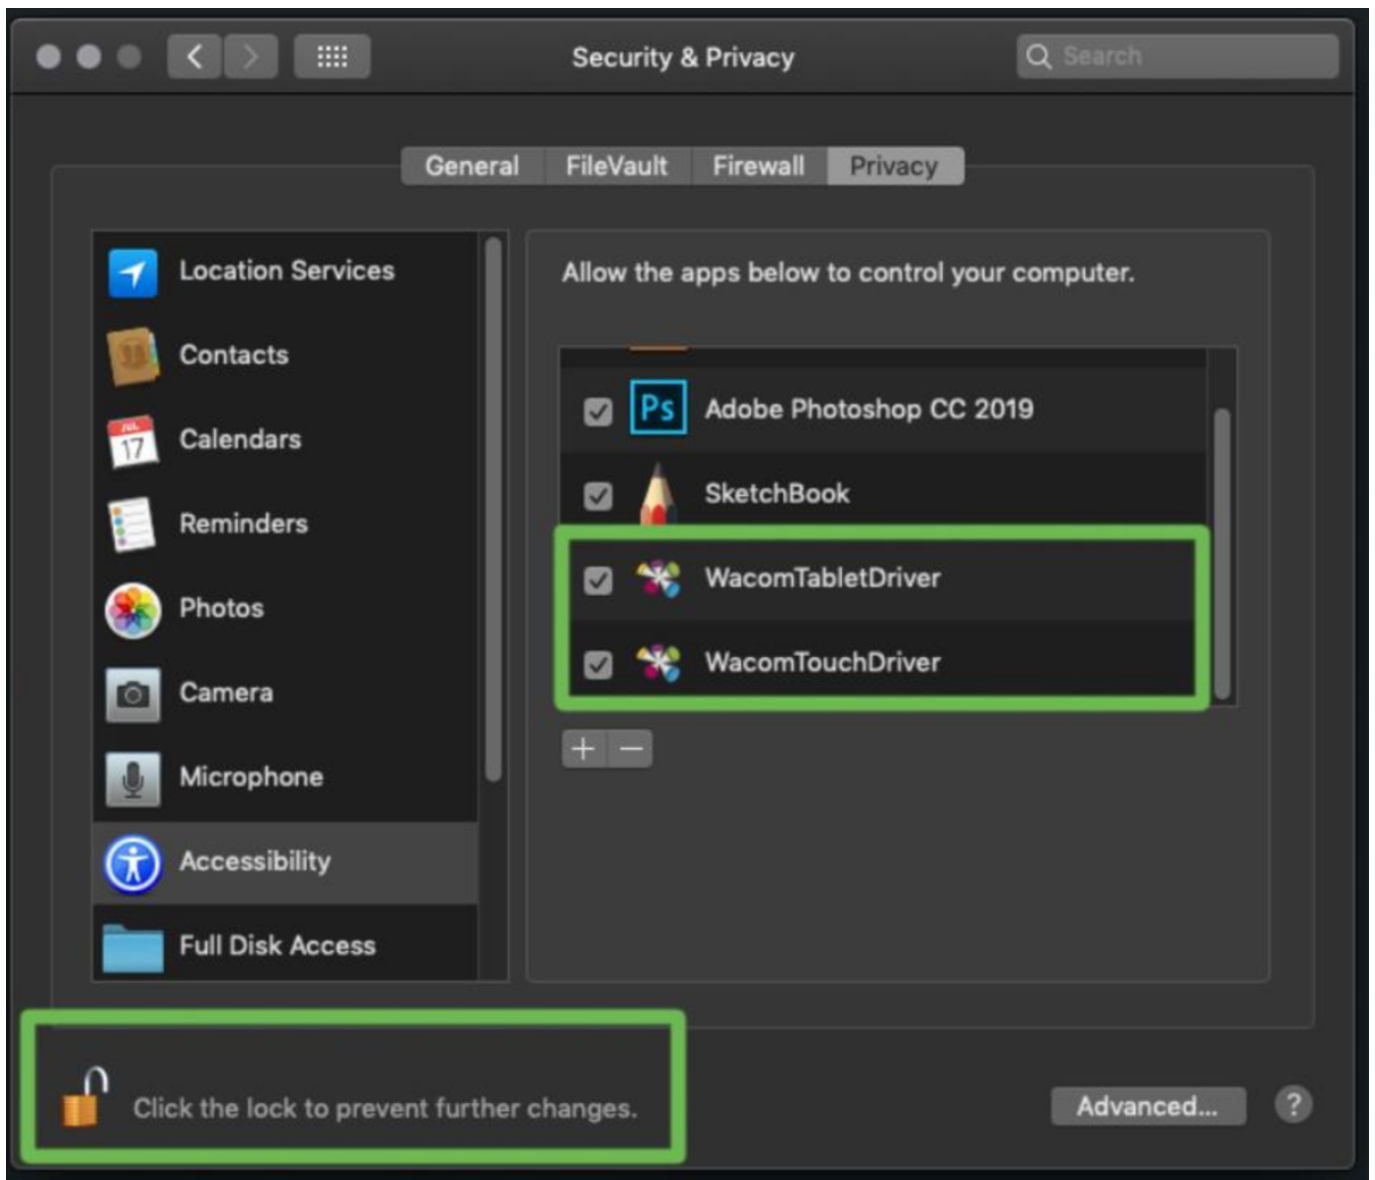 Security & Privacy
Search
General
FileVault
Firewall
Privacy
Location Services
Contacts
JUL
17
Calendars
Reminders
Photos
Camera
Microphone
Accessibility
Full Disk Access
Allow the apps below to control your computer.
Ps
Adobe Photoshop CC 2019
SketchBook
WacomTabletDriver
WacomTouchDriver
+ −
Click the lock to prevent further changes.
Advanced...
?